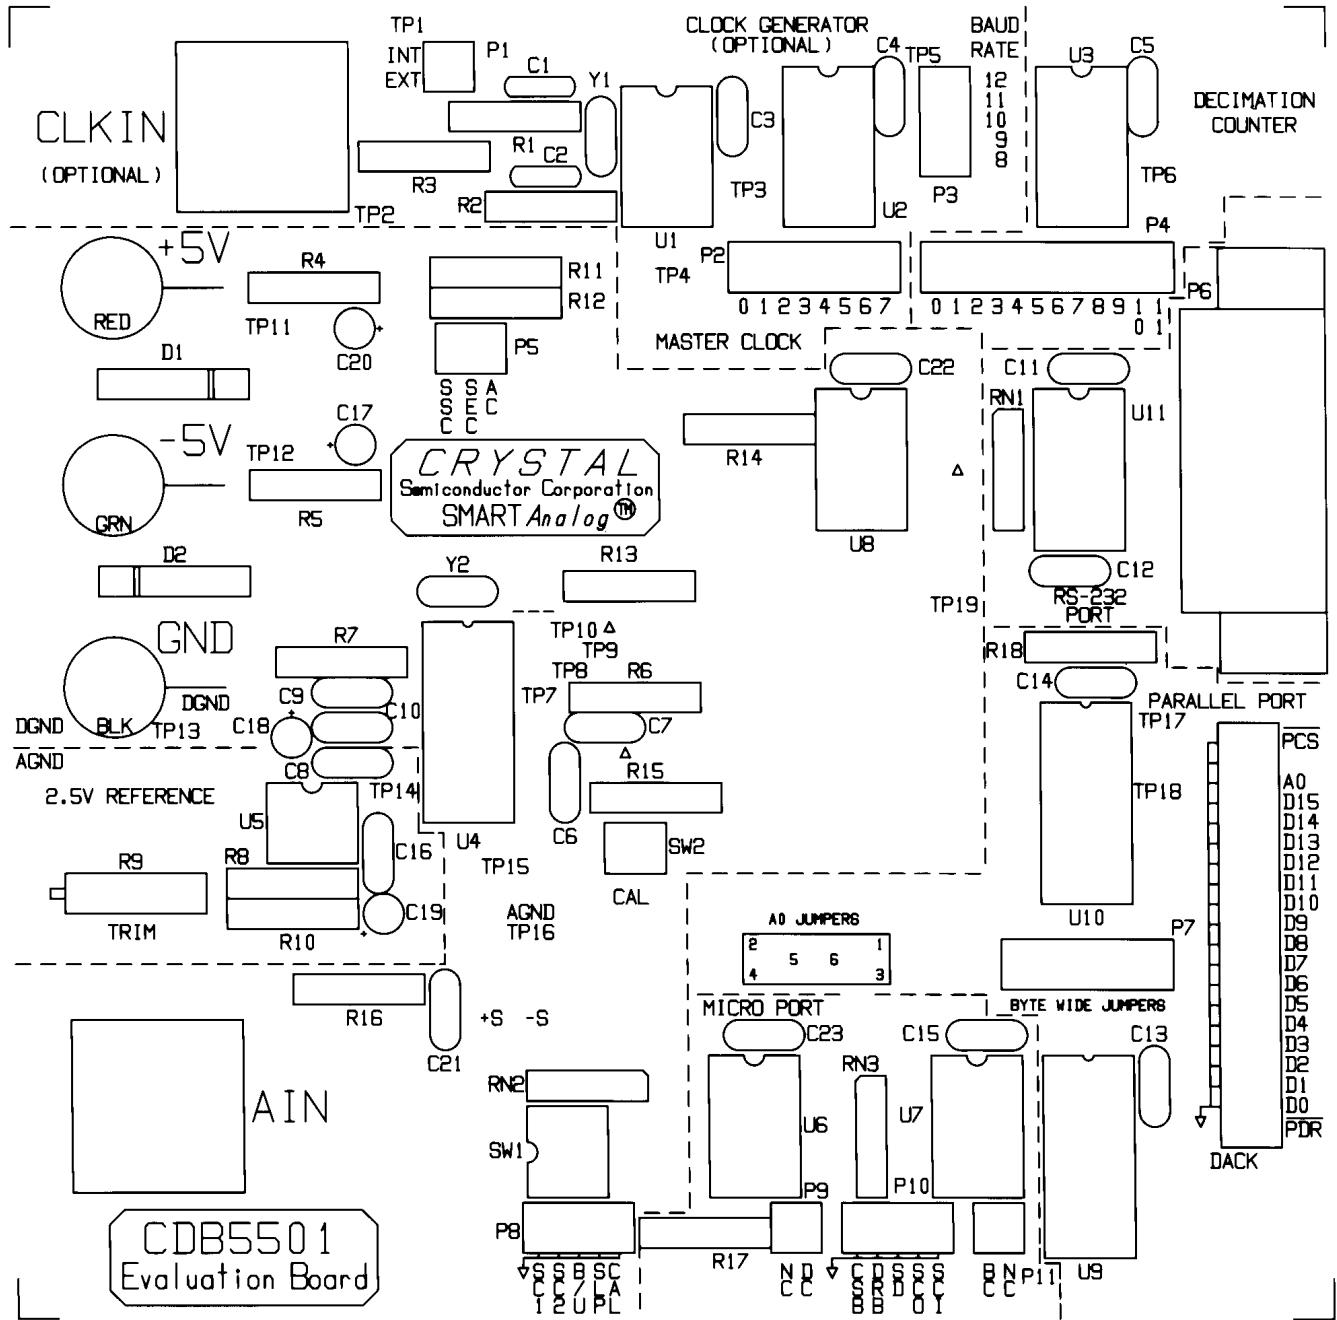 TP1
INT
EXT
P1
C1
Y1
CLOCK GENERATOR
(OPTIONAL)
C4
TP5
BAUD
RATE
12
11
10
9
8
U3
C5
CLKIN
(OPTIONAL)
R1
C2
R3
R2
TP2
C3
TP3
U2
P3
TP6
DECIMATION
COUNTER
U1
TP4
P2
P4
0 1 2 3 4 5 6 7
0 1 2 3 4 5 6 7 8 9 1 1
0 1
P6
MASTER CLOCK
+5V
RED
R4
TP11
C20
R11
R12
P5
S S A
S E C
C C
D1
C17
-5V
TP12
GRN
R5
CRYSTAL
Semiconductor Corporation
SMART Analog TM
C22
R14
U8
C11
RN1
U11
C12
RS-232
PORT
TP19
D2
Y2
R13
GND
BLK
DGND
DGND
TP13
AGND
R7
C9
C10
C18
C8
TP14
TP10
TP9
TP8
TP7
R6
C7
R15
C6
SW2
CAL
R18
C14
PARALLEL PORT
TP17
TP18
U10
2.5V REFERENCE
U5
R8
C16
U4
TP15
R9
TRIM
R10
C19
AGND
TP16
PCS
A0
D15
D14
D13
D12
D11
D10
D9
D8
D7
D6
D5
D4
D3
D2
D1
D0
PDR
DACK
A0 JUMPERS
2 1
5 6
4 3
P7
MICRO PORT
BYTE WIDE JUMPERS
R16
C21
+S -S
C23
C15
C13
AIN
RN2
SW1
U6
RN3
U7
P8
R17
P9
P10
P11
U9
S S B S C
C C / L A
1 2 U P L
N D
C C
C D S S S
S R D C C
B B O I
B N
C C
CDB5501
Evaluation Board